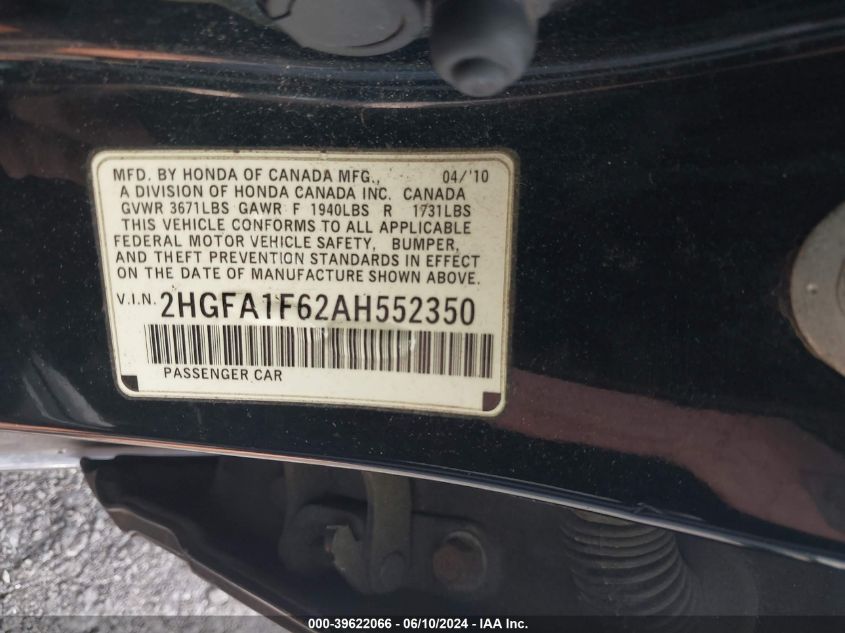 MFD. BY HONDA OF CANADA MFG., 04/'10
A DIVISION OF HONDA CANADA INC. CANADA
GVWR 3671LBS GAWR F 1940LBS R 1731LBS
THIS VEHICLE CONFORMS TO ALL APPLICABLE
FEDERAL MOTOR VEHICLE SAFETY, BUMPER,
AND THEFT PREVENTION STANDARDS IN EFFECT
ON THE DATE OF MANUFACTURE SHOWN ABOVE.
V.I.N. 2HGFA1F62AH552350
PASSENGER CAR
000-39622066 - 06/10/2024 - IAA Inc.